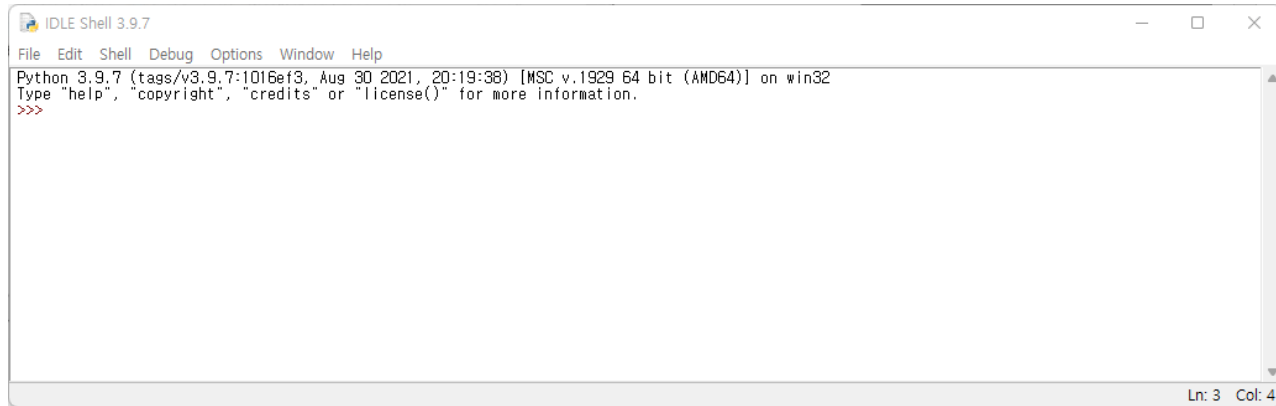 IDLE Shell 3.9.7
File Edit Shell Debug Options Window Help
Python 3.9.7 (tags/v3.9.7:1016ef3, Aug 30 2021, 20:19:38) [MSC v.1929 64 bit (AMD64)] on win32
Type "help", "copyright", "credits" or "license()" for more information.
>>>
Ln: 3 Col: 4